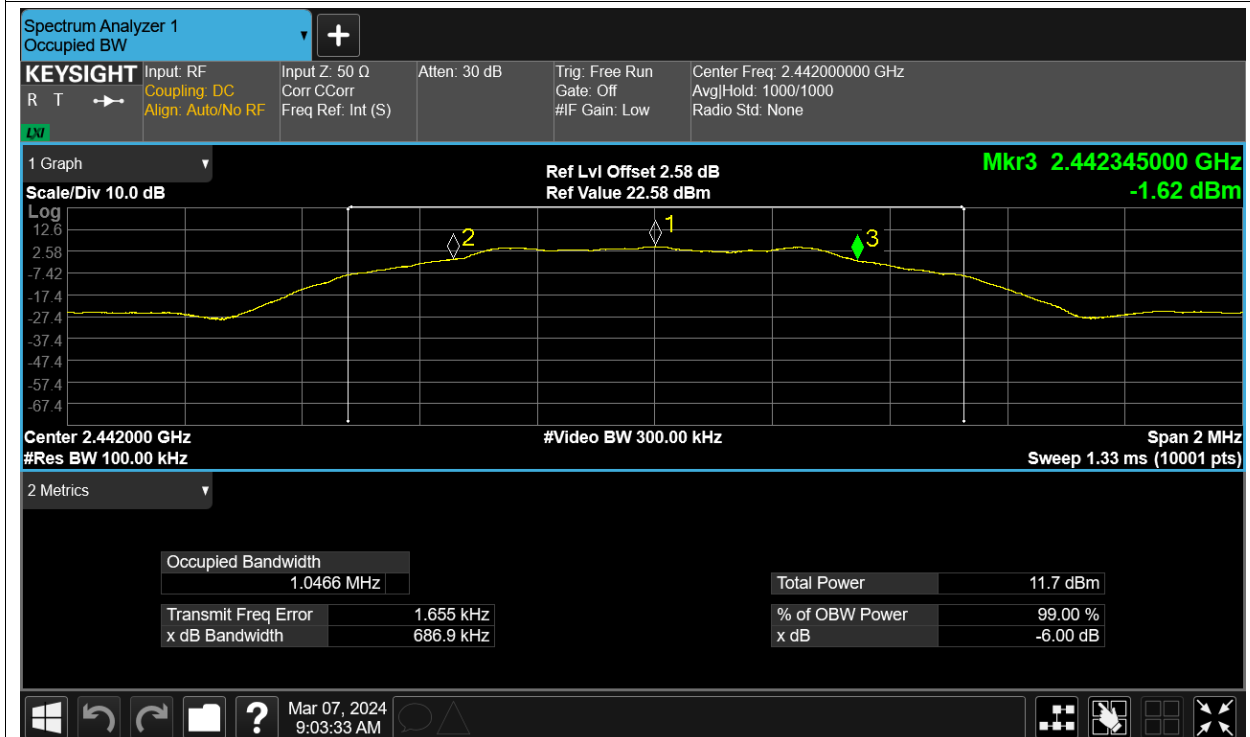 Spectrum Analyzer 1
Occupied BW
KEYSIGHT
R T
LXI
Input: RF
Coupling: DC
Align: Auto/No RF
Input Z: 50 Ω
Corr CCorr
Freq Ref: Int (S)
Atten: 30 dB
Trig: Free Run
Gate: Off
#IF Gain: Low
Center Freq: 2.442000000 GHz
Avg|Hold: 1000/1000
Radio Std: None
1 Graph
Scale/Div 10.0 dB
Ref Lvl Offset 2.58 dB
Ref Value 22.58 dBm
Mkr3 2.442345000 GHz
-1.62 dBm
Log
12.6
2.58
-7.42
-17.4
-27.4
-37.4
-47.4
-57.4
-67.4
2
1
3
Center 2.442000 GHz
#Res BW 100.00 kHz
#Video BW 300.00 kHz
Span 2 MHz
Sweep 1.33 ms (10001 pts)
2 Metrics
Occupied Bandwidth
1.0466 MHz
Transmit Freq Error 1.655 kHz
x dB Bandwidth 686.9 kHz
Total Power 11.7 dBm
% of OBW Power 99.00 %
x dB -6.00 dB
?
Mar 07, 2024
9:03:33 AM